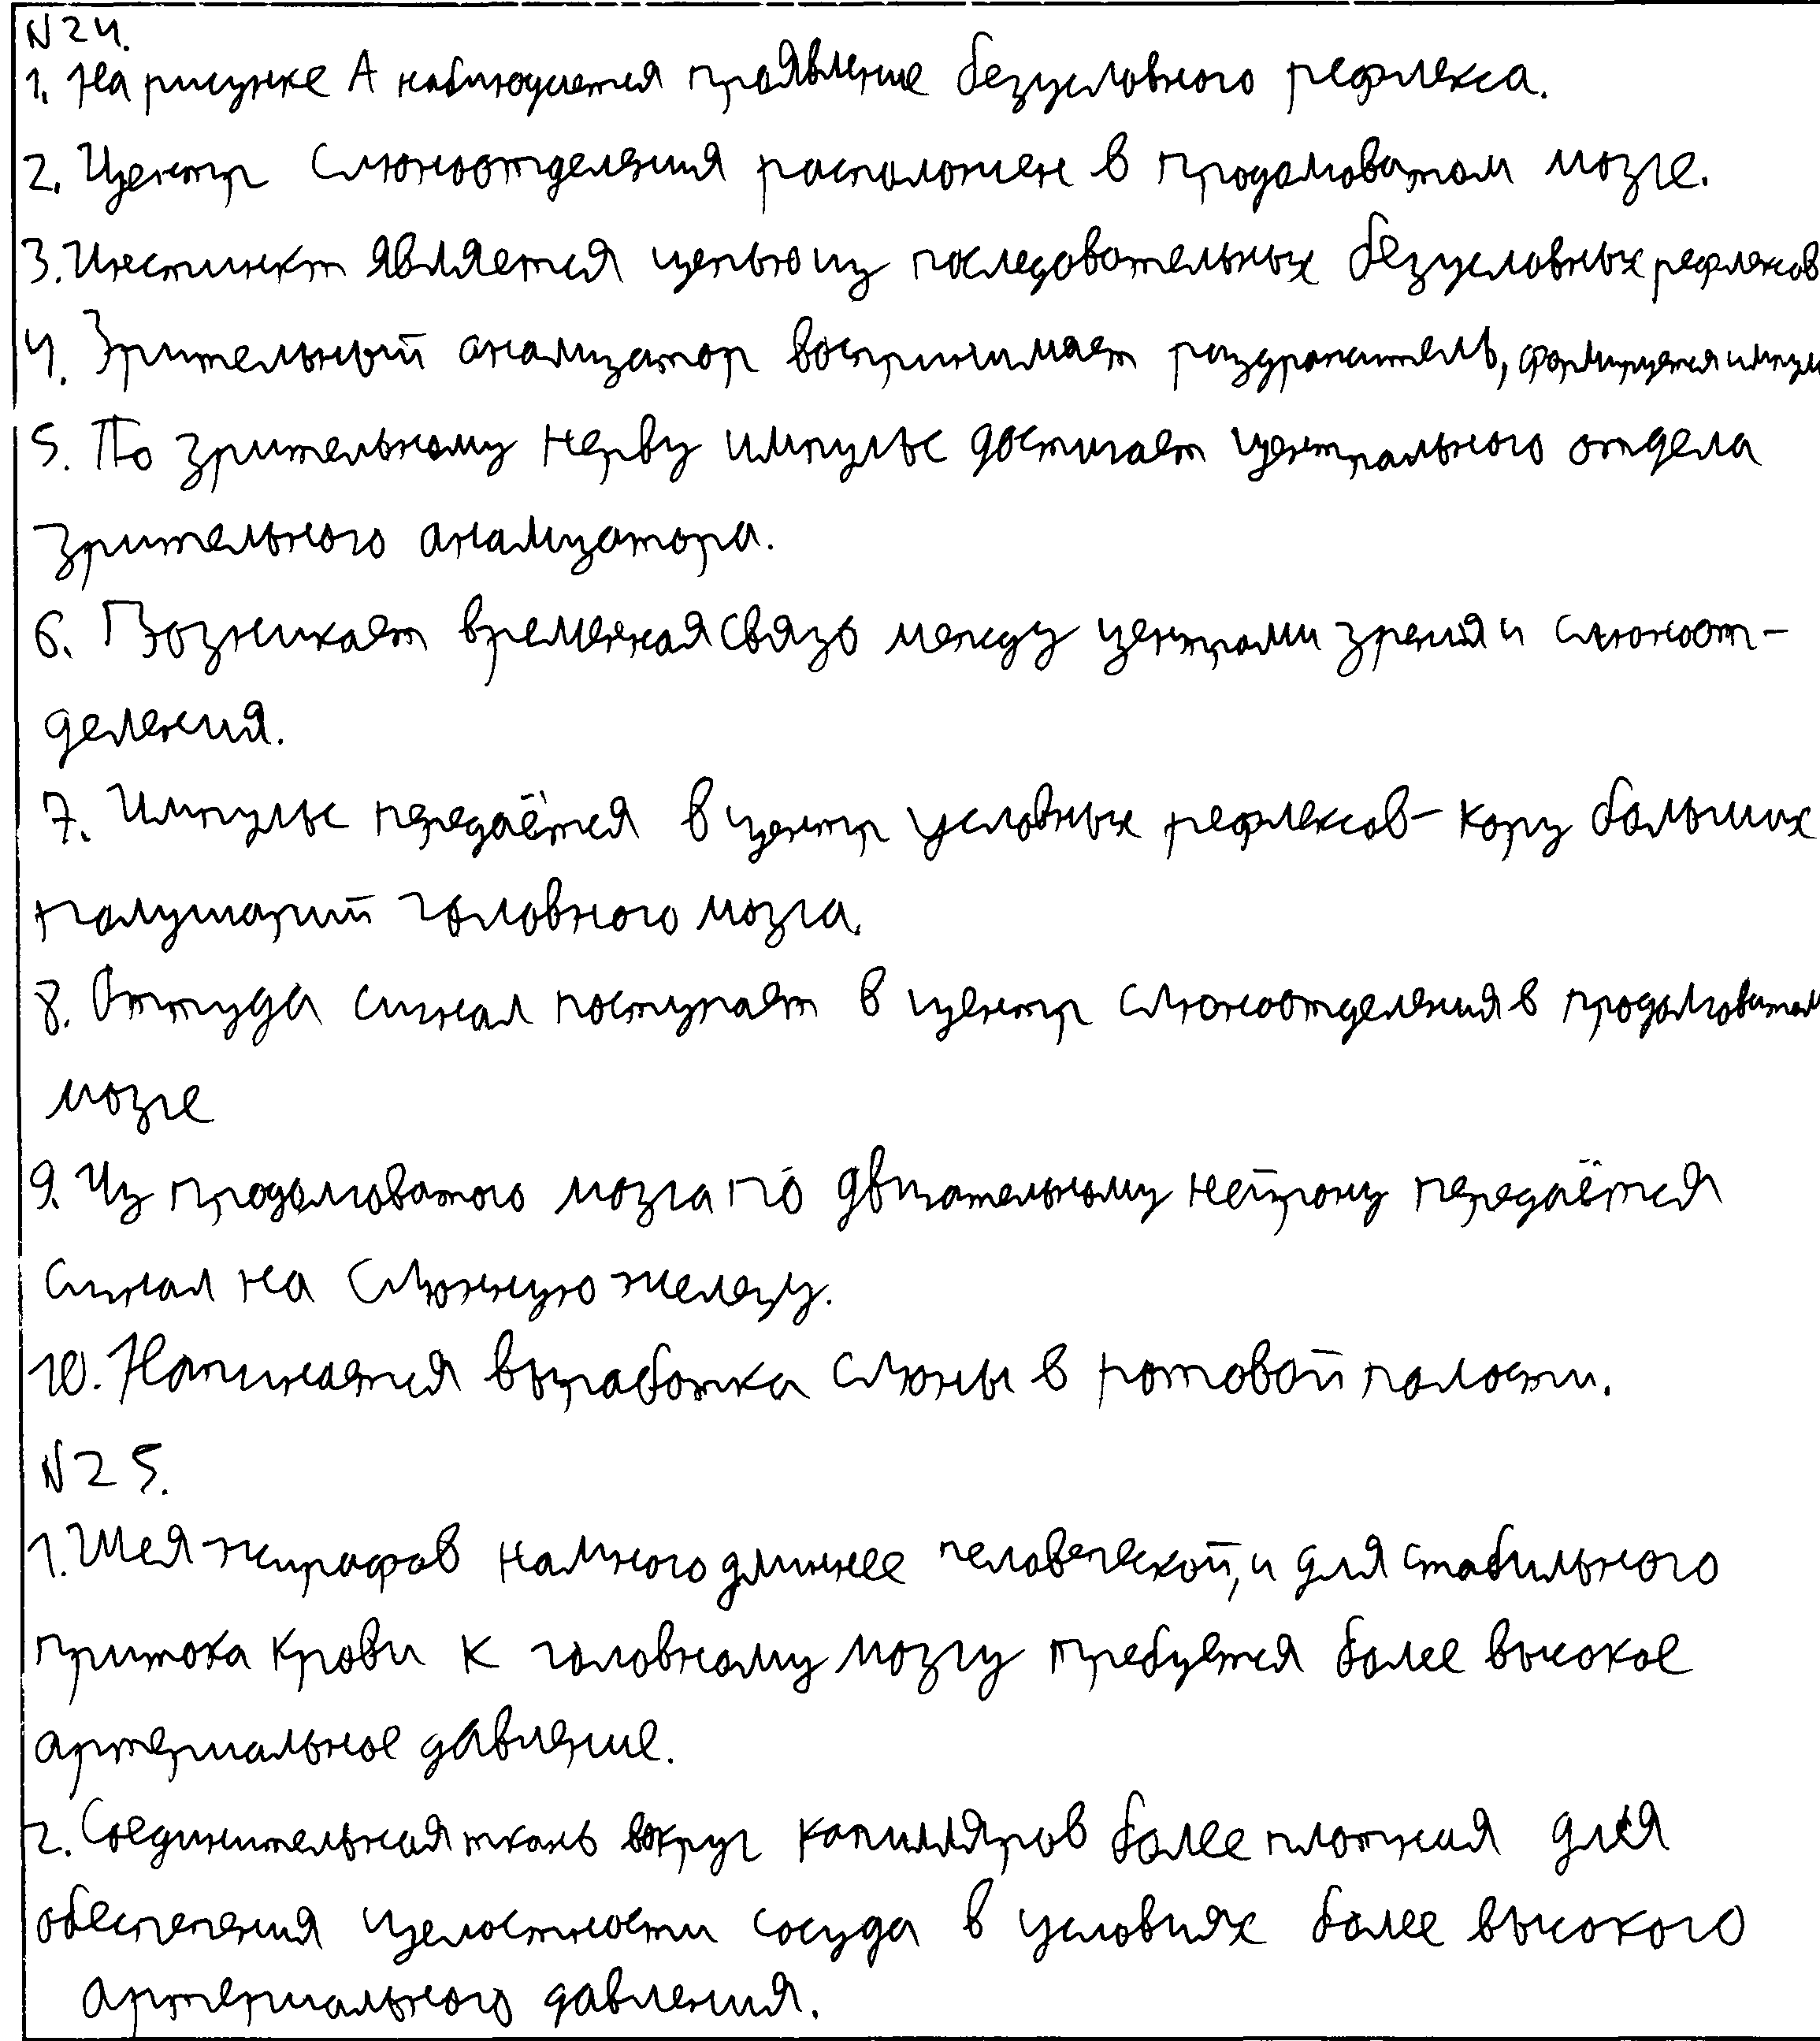 N24.
1. На рисунке А наблюдается проявление безусловного рефлекса.
2. Центр слюноотделения расположен в продолговатом мозге.
3. Инстинкт является цепью из последовательных безусловных рефлексов
4. Зрительный анализатор воспринимает раздражитель, формируется импул
5. По зрительному нерву импульс достигает центрального отдела
зрительного анализатора.
6. Возникает временная связь между центрами зрения и слюноот-
деления.
7. Импульс передаётся в центр условных рефлексов - кору больших
полушарий головного мозга.
8. Оттуда сигнал поступает в центр слюноотделения в продолговатом
мозге
9. Из продолговатого мозга по двигательному нейрону передаётся
сигнал на слюнную железу.
10. Начинается выработка слюны в ротовой полости.
N25.
1. Шея жирафов намного длиннее человеческой, и для стабильного
притока крови к головному мозгу требуется более высокое
артериальное давление.
2. Соединительная ткань вокруг капилляров более плотная для
обеспечения целостности сосуда в условиях более высокого
артериального давления.